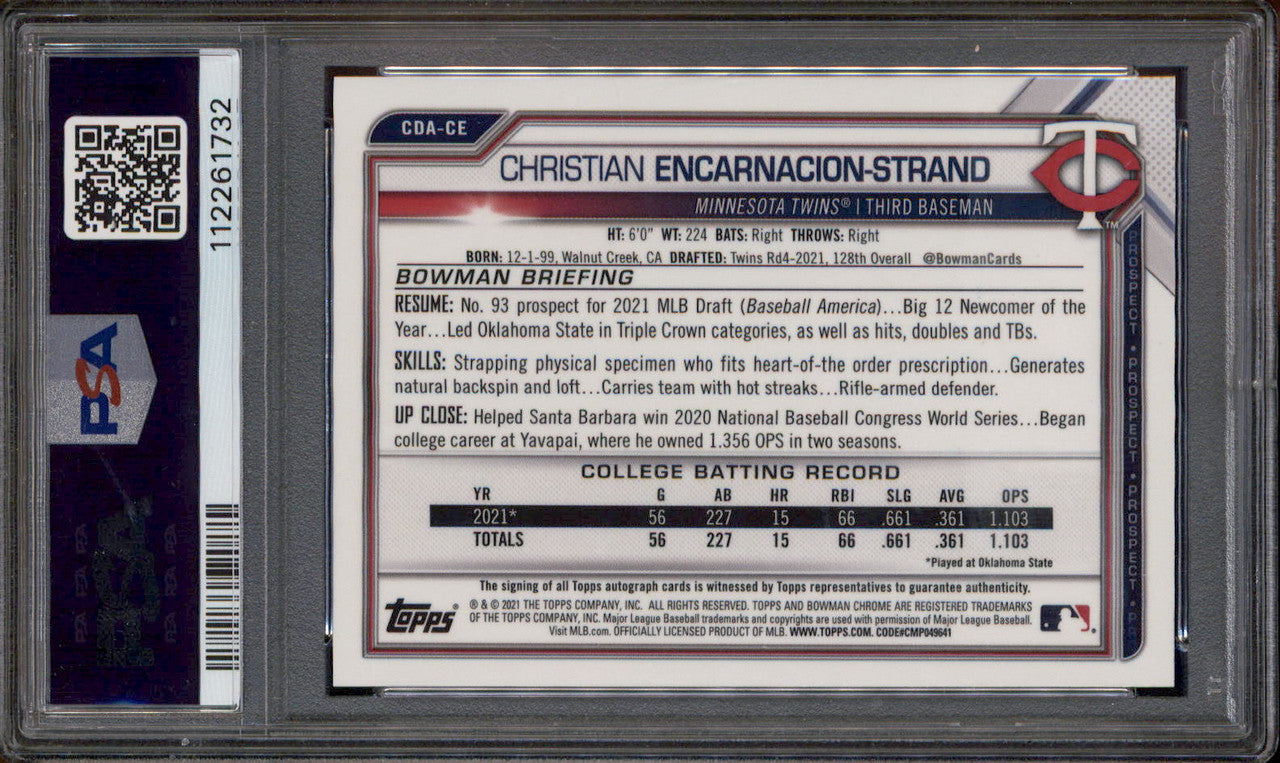 112261732
PSA
CDA-CE
CHRISTIAN ENCARNACION-STRAND
MINNESOTA TWINS® | THIRD BASEMAN
TC™
HT: 6'0" WT: 224 BATS: Right THROWS: Right
BORN: 12-1-99, Walnut Creek, CA DRAFTED: Twins Rd4-2021, 128th Overall @BowmanCards
BOWMAN BRIEFING
RESUME: No. 93 prospect for 2021 MLB Draft (Baseball America)...Big 12 Newcomer of the
Year...Led Oklahoma State in Triple Crown categories, as well as hits, doubles and TBs.
SKILLS: Strapping physical specimen who fits heart-of-the order prescription...Generates
natural backspin and loft...Carries team with hot streaks...Rifle-armed defender.
UP CLOSE: Helped Santa Barbara win 2020 National Baseball Congress World Series...Began
college career at Yavapai, where he owned 1.356 OPS in two seasons.
COLLEGE BATTING RECORD
YR G AB HR RBI SLG AVG OPS
2021* 56 227 15 66 .661 .361 1.103
TOTALS 56 227 15 66 .661 .361 1.103
*Played at Oklahoma State
The signing of all Topps autograph cards is witnessed by Topps representatives to guarantee authenticity.
Topps®
® & © 2021 THE TOPPS COMPANY, INC. ALL RIGHTS RESERVED. TOPPS AND BOWMAN CHROME ARE REGISTERED TRADEMARKS
OF THE TOPPS COMPANY, INC. Major League Baseball trademarks and copyrights are used with permission of Major League Baseball.
Visit MLB.com. OFFICIALLY LICENSED PRODUCT OF MLB. WWW.TOPPS.COM. CODE#CMP049641
PROSPECT • PROSPECT • PROSPECT • PR